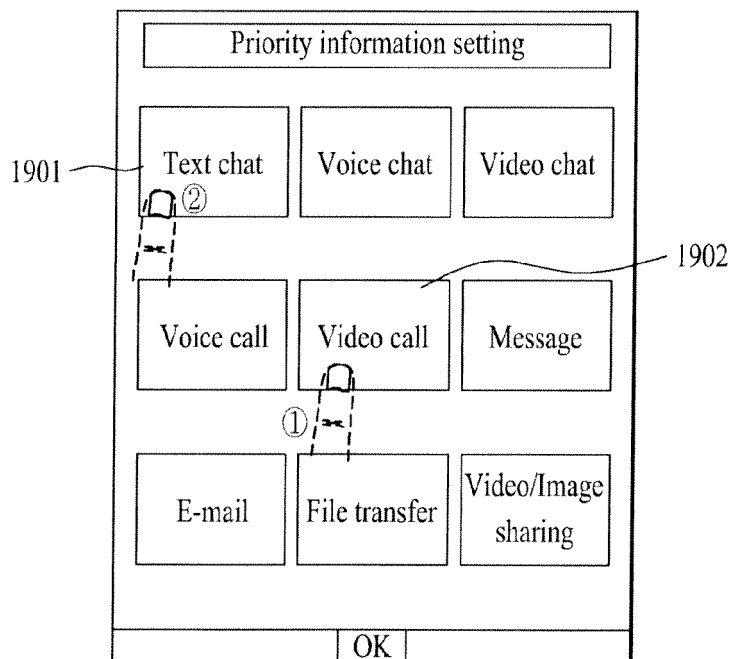 Priority information setting
1901
Text chat
Voice chat
Video chat
②
1902
Voice call
Video call
Message
①
E-mail
File transfer
Video/Image
sharing
OK